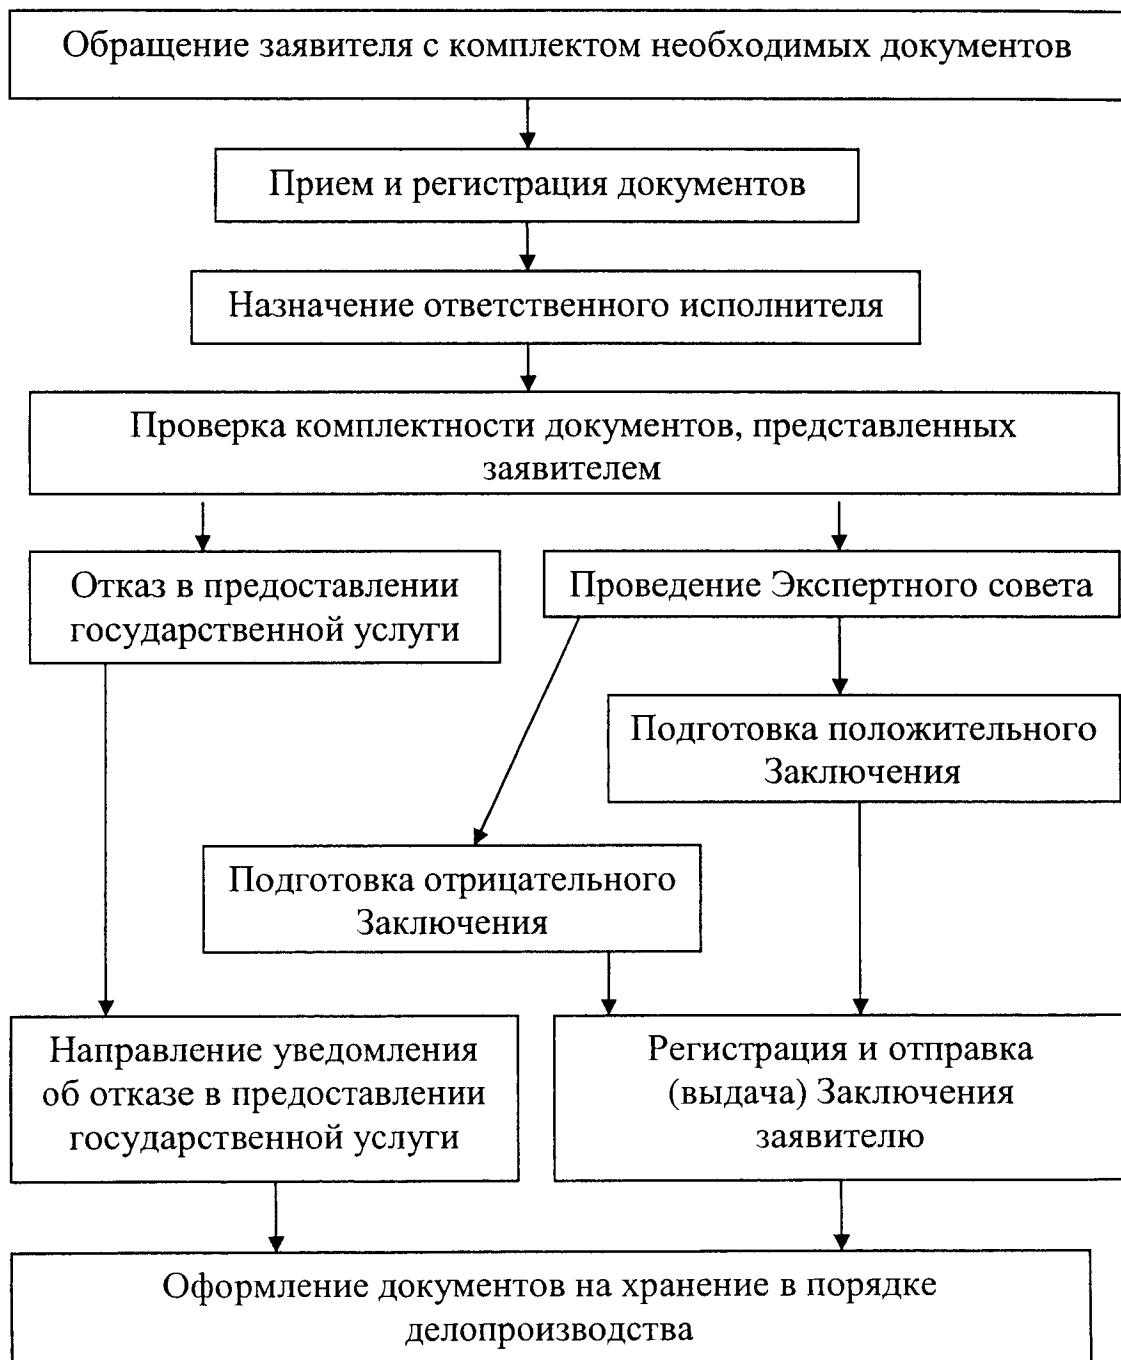 Обращение заявителя с комплектом необходимых документов
Прием и регистрация документов
Назначение ответственного исполнителя
Проверка комплектности документов, представленных
заявителем
Отказ в предоставлении
государственной услуги
Проведение Экспертного совета
Подготовка положительного
Заключения
Подготовка отрицательного
Заключения
Направление уведомления
об отказе в предоставлении
государственной услуги
Регистрация и отправка
(выдача) Заключения
заявителю
Оформление документов на хранение в порядке
делопроизводства